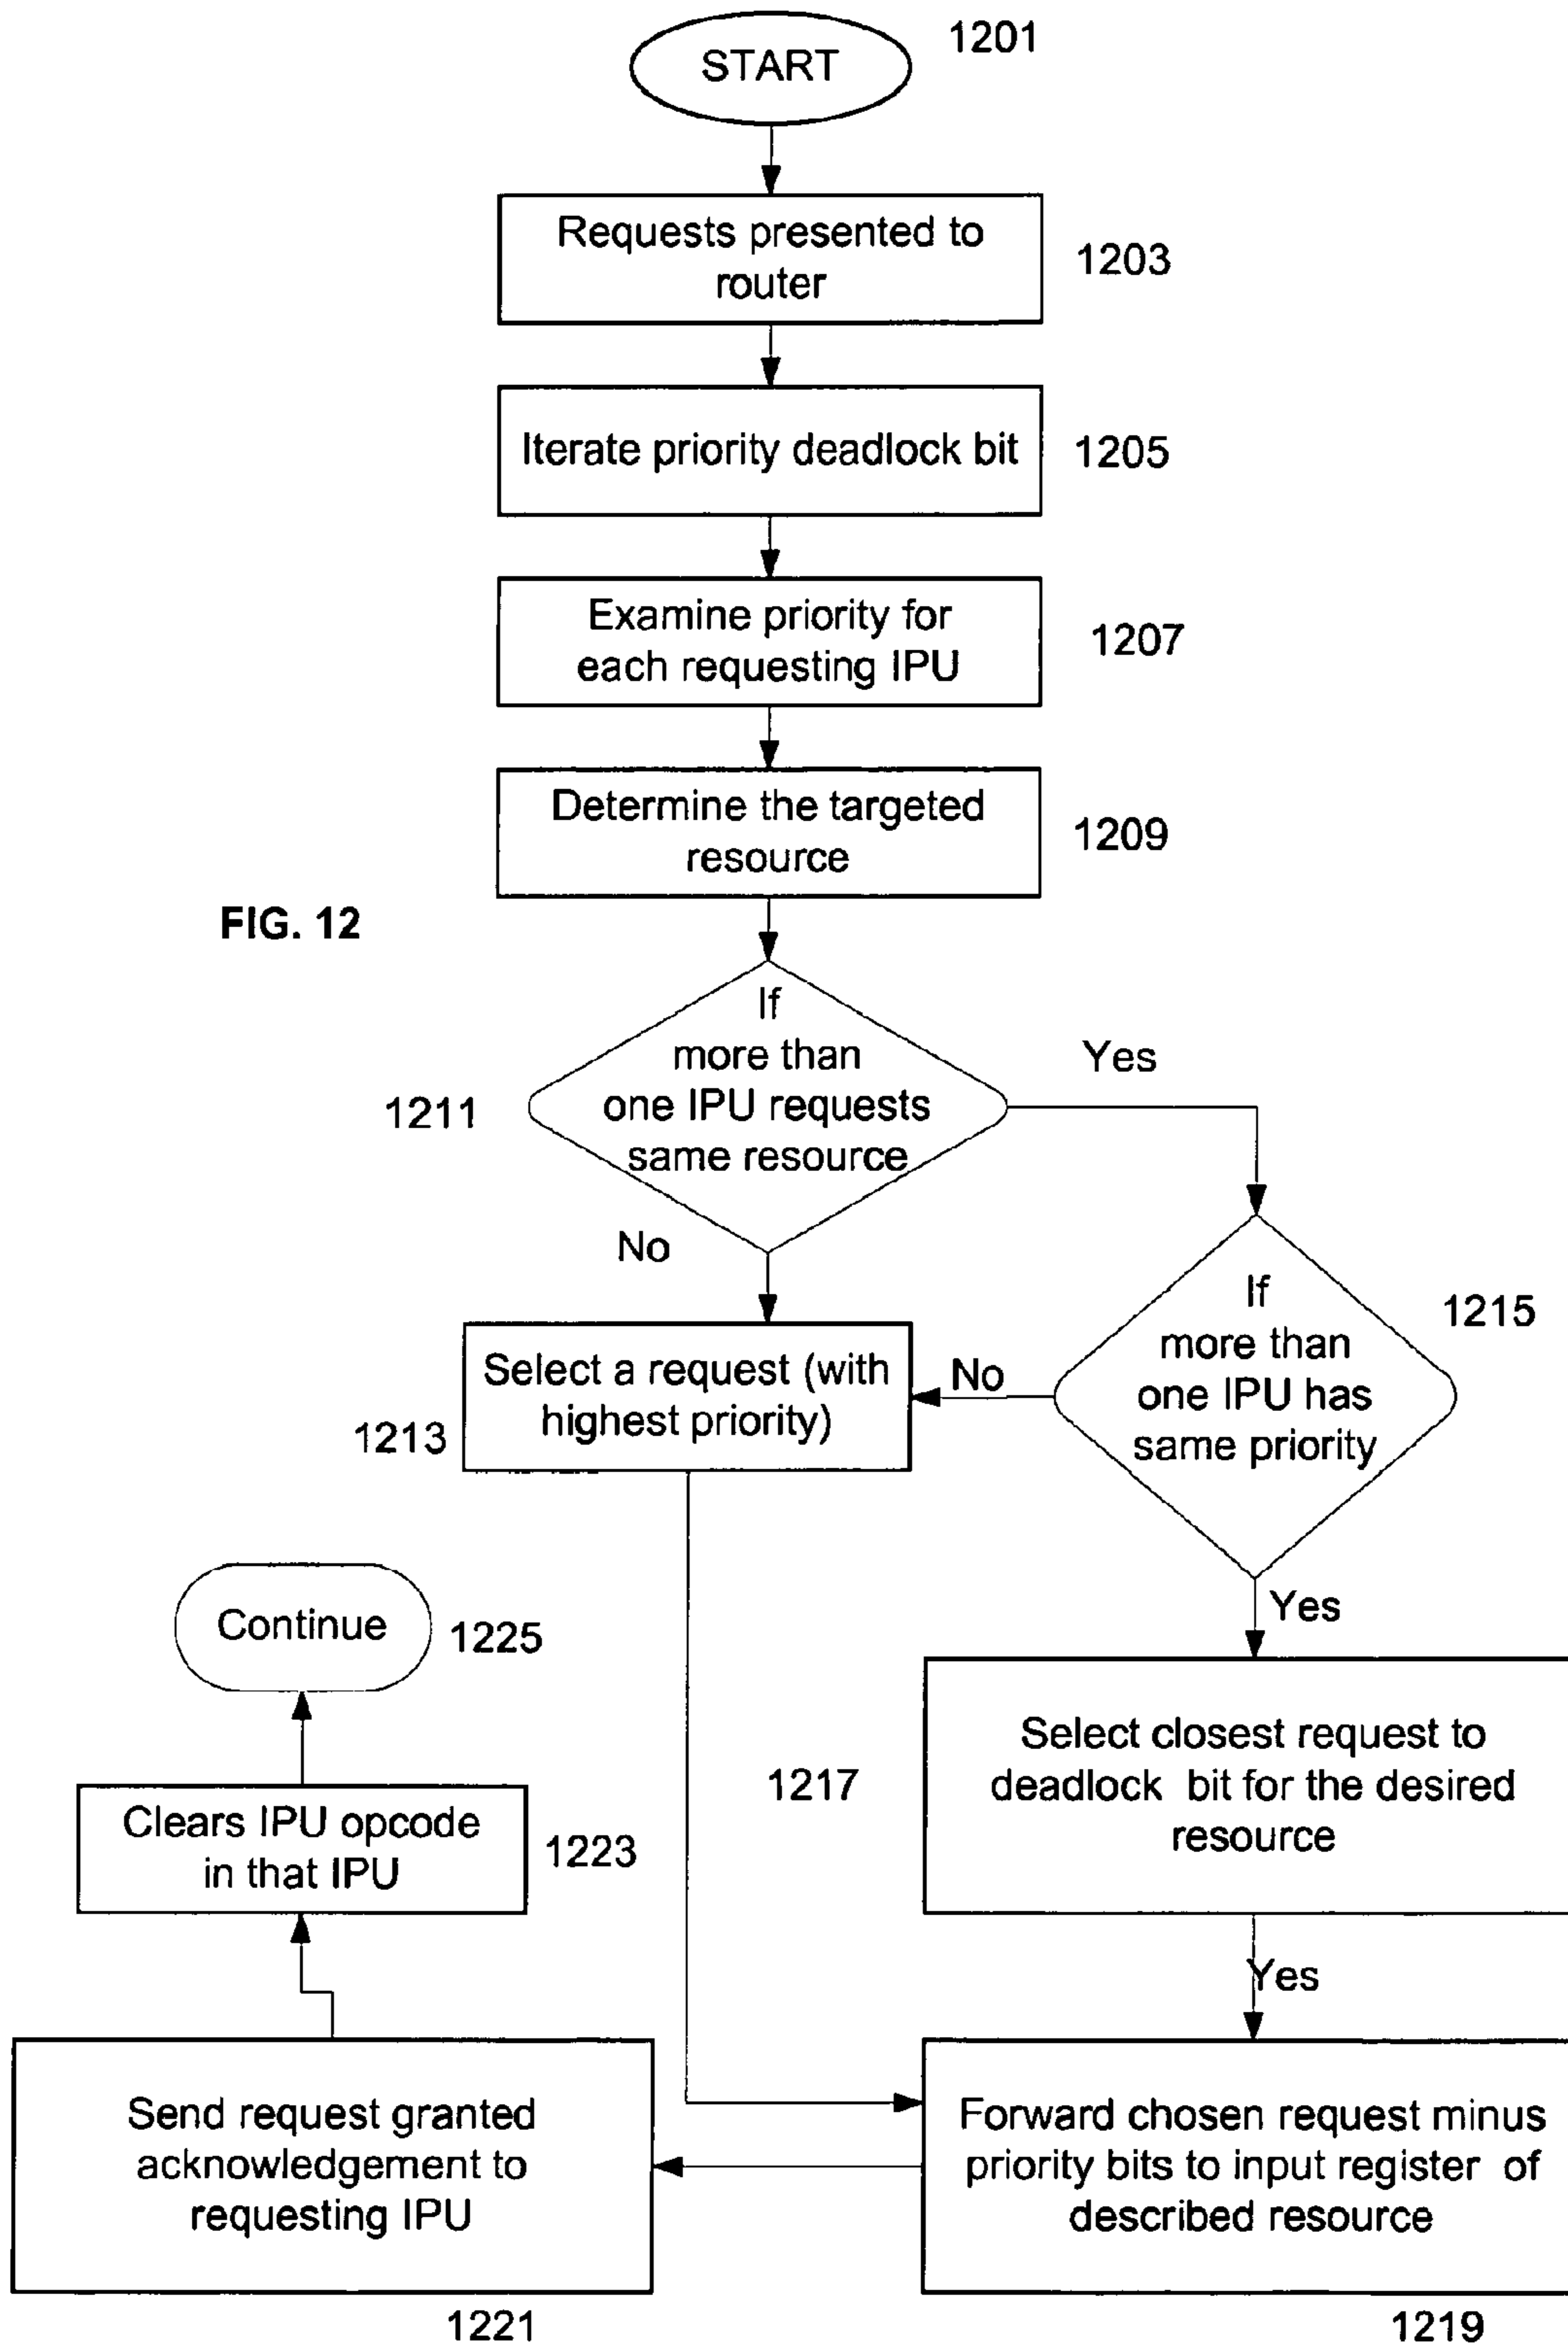 START
1201
Requests presented to
router
1203
Iterate priority deadlock bit
1205
Examine priority for
each requesting IPU
1207
Determine the targeted
resource
1209
FIG. 12
If
more than
one IPU requests
same resource
1211
Yes
No
If
more than
one IPU has
same priority
1215
No
Select a request (with
highest priority)
1213
Yes
Continue
1225
Select closest request to
deadlock bit for the desired
resource
1217
Clears IPU opcode
in that IPU
1223
Yes
Send request granted
acknowledgement to
requesting IPU
1221
Forward chosen request minus
priority bits to input register of
described resource
1219